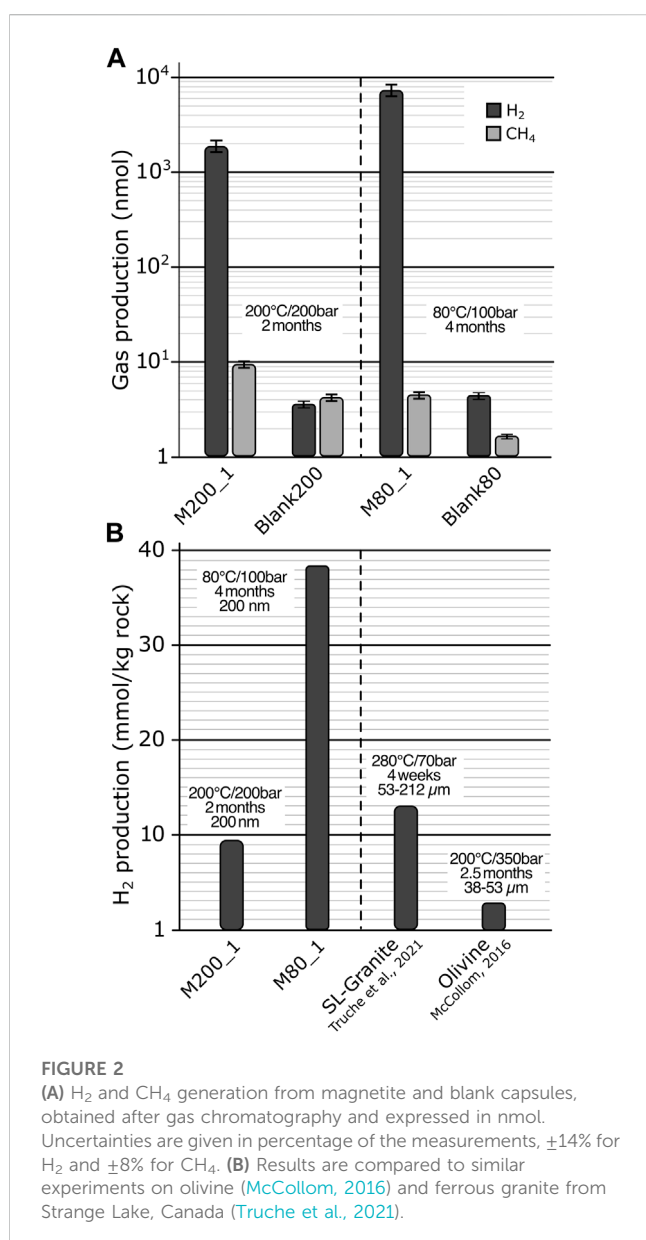 A
10⁴
10³
10²
10¹
1
Gas production (nmol)
H₂
CH₄
200°C/200bar
2 months
80°C/100bar
4 months
M200_1
Blank200
M80_1
Blank80
B
40
30
20
10
1
H₂ production (mmol/kg rock)
80°C/100bar
4 months
200 nm
200°C/200bar
2 months
200 nm
280°C/70bar
4 weeks
53-212 µm
200°C/350bar
2.5 months
38-53 µm
M200_1
M80_1
SL-Granite
Truche et al., 2021
Olivine
McCollom, 2016
FIGURE 2
(A) H₂ and CH₄ generation from magnetite and blank capsules,
obtained after gas chromatography and expressed in nmol.
Uncertainties are given in percentage of the measurements, ±14% for
H₂ and ±8% for CH₄. (B) Results are compared to similar
experiments on olivine (McCollom, 2016) and ferrous granite from
Strange Lake, Canada (Truche et al., 2021).